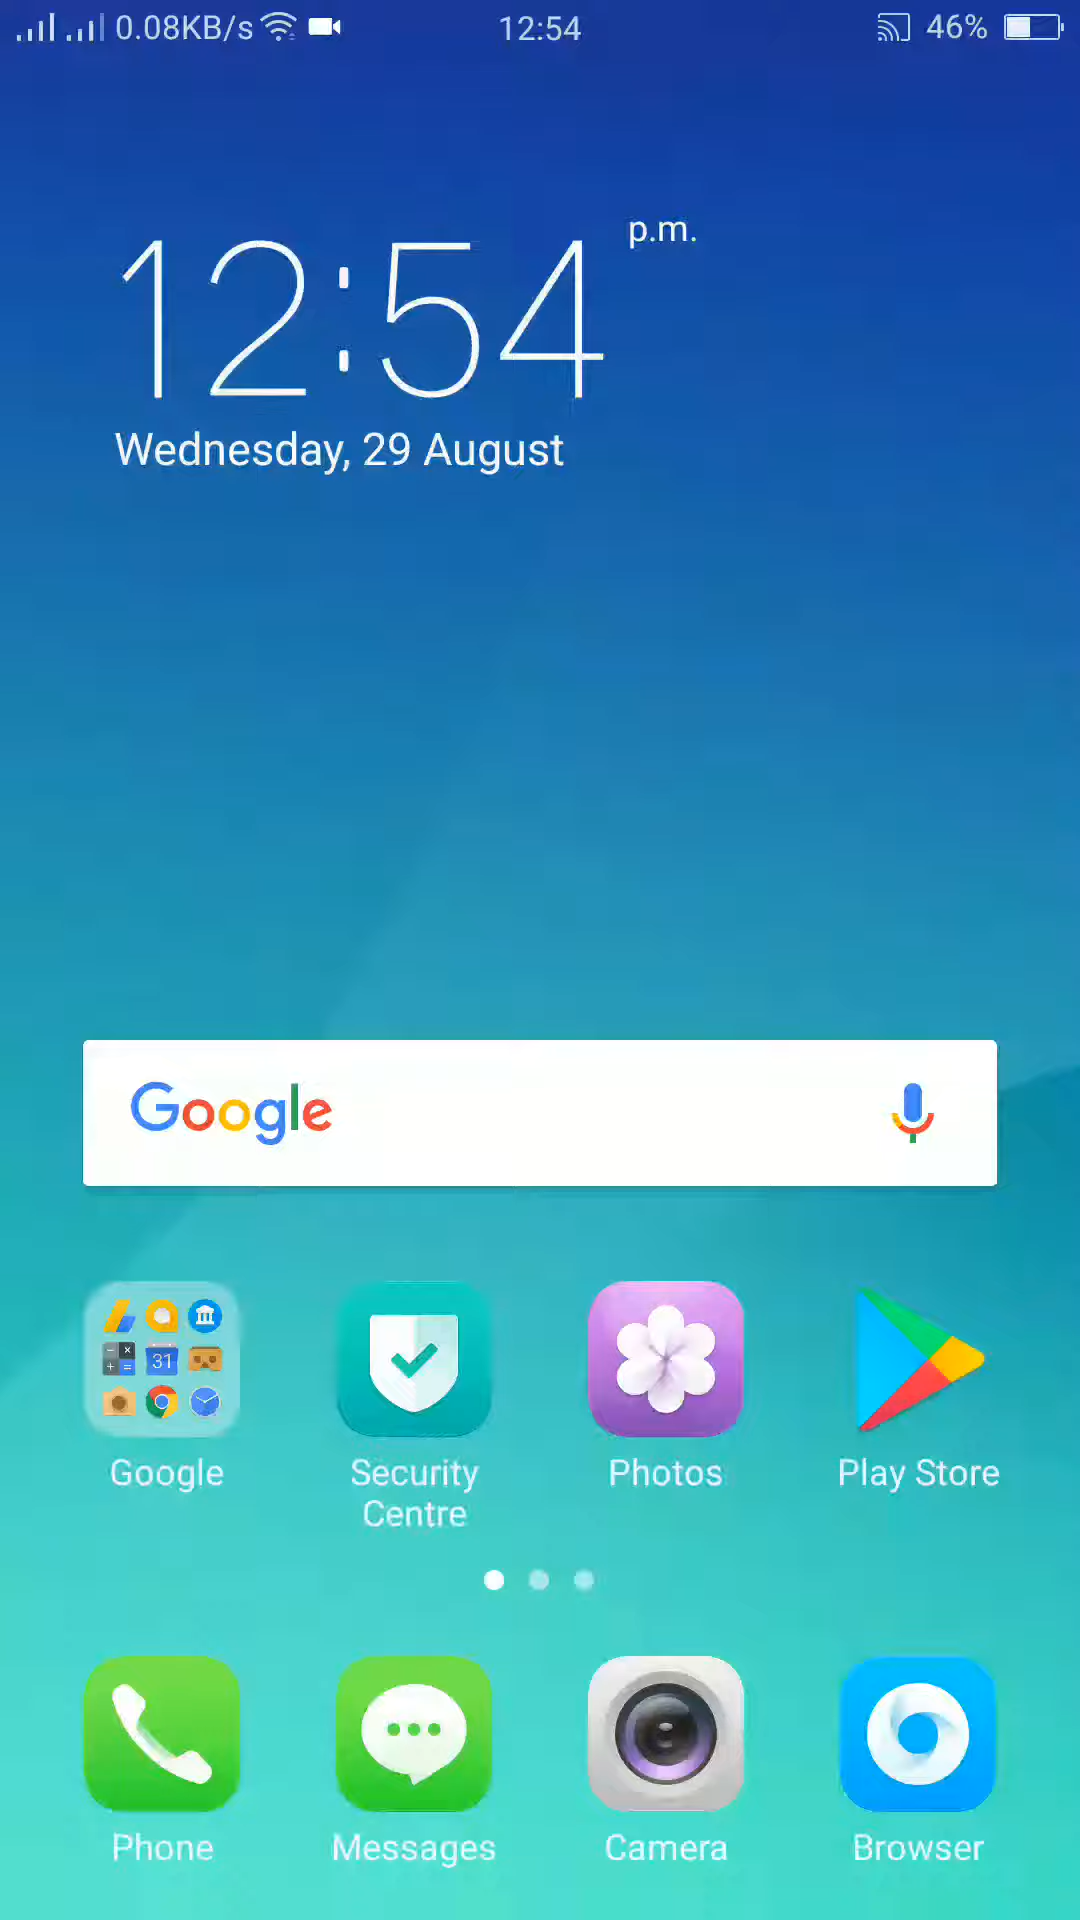 0.08KB/s 12:54 46%
12:54 p.m.
Wednesday, 29 August
Google
31
Google Security Centre Photos Play Store
Phone Messages Camera Browser